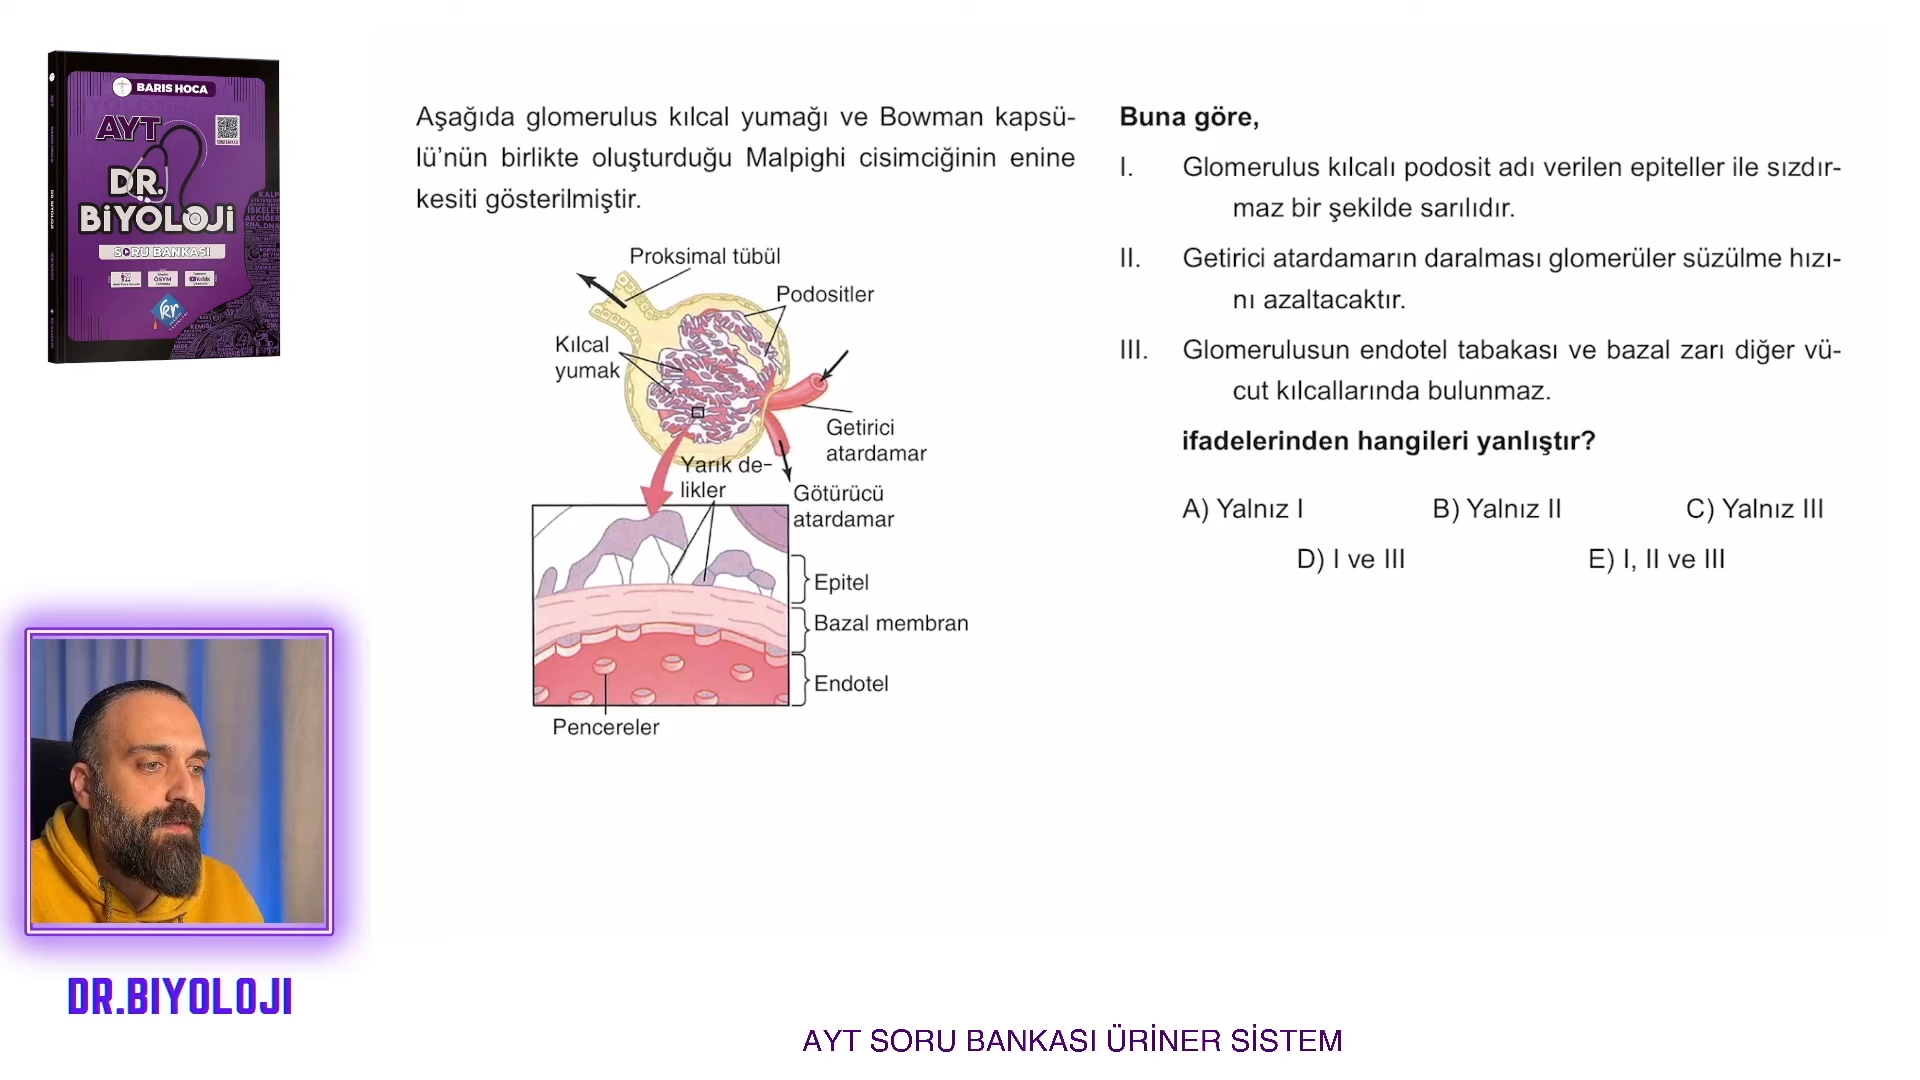 BARIS HOCA
AYT
DR.
BİYOLOJİ
SORU BANKASI
Aşağıda glomerulus kılcal yumağı ve Bowman kapsü-
lü’nün birlikte oluşturduğu Malpighi cisimciğinin enine
kesiti gösterilmiştir.
Proksimal tübül
Podositler
Kılcal
yumak
Getirici
atardamar
Yarık de-
likler
Götürücü
atardamar
Epitel
Bazal membran
Endotel
Pencereler
Buna göre,
I. Glomerulus kılcalı podosit adı verilen epiteller ile sızdır-
maz bir şekilde sarılıdır.
II. Getirici atardamarın daralması glomerüler süzülme hızı-
nı azaltacaktır.
III. Glomerulusun endotel tabakası ve bazal zarı diğer vü-
cut kılcallarında bulunmaz.
ifadelerinden hangileri yanlıştır?
A) Yalnız I B) Yalnız II C) Yalnız III
D) I ve III E) I, II ve III
DR.BIYOLOJI
AYT SORU BANKASI ÜRİNER SİSTEM